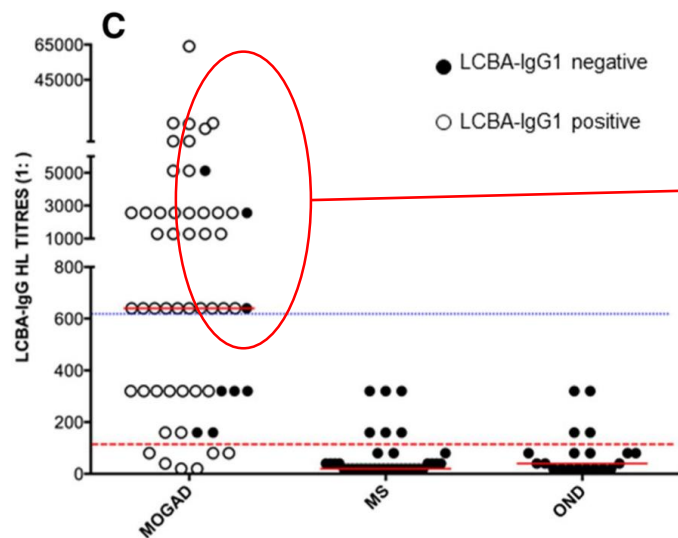 C
65000
45000
5000
3000
1000
800
600
400
200
0
LCBA-IgG HL TITRES (1: )
LCBA-IgG1 negative
LCBA-IgG1 positive
MOGAD
MS
OND